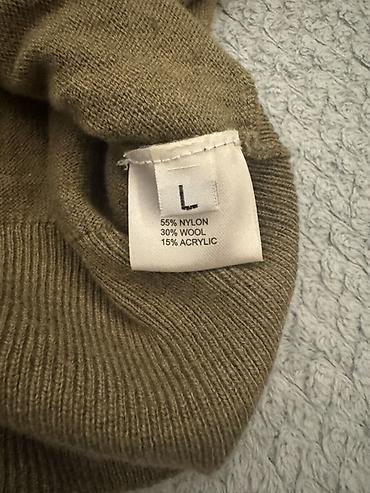 L
55% NYLON
30% WOOL
15% ACRYLIC